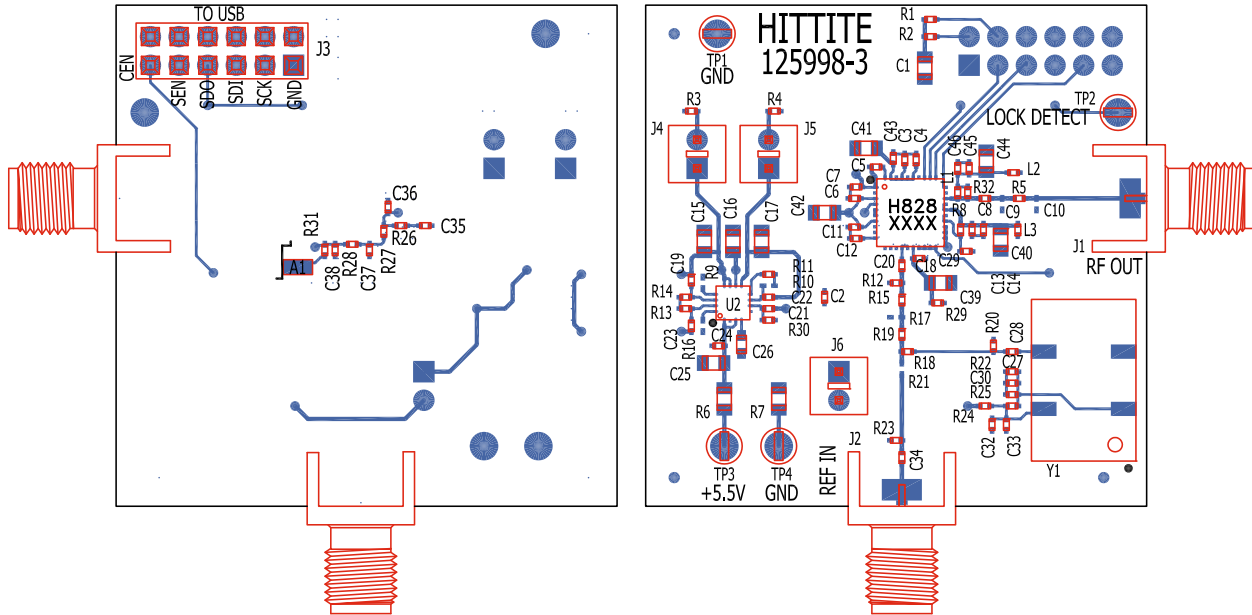 TO USB
J3
CEN
SEN
SDO
SDI
SCK
GND
C36
R31
R26
C35
A1
C38
R28
C37
R27
HITTITE
125998-3
TP1
GND
R1
R2
C1
TP2
LOCK DETECT
R3
R4
J4
J5
C41
C43
C3
C4
C46
C45
C44
L1
L2
C5
C7
C6
R32
R5
H828
XXXX
R8
C8
C9
C10
C15
C16
C17
C42
C11
C12
L3
C40
J1
RF OUT
C20
C18
C29
C13
C14
C19
R9
R11
R10
R12
C39
R14
R13
U2
C22
C21
R30
C2
R15
R29
R17
C23
R16
C24
C26
R19
R20
C28
C25
J6
R18
R22
C27
C30
R25
R21
R24
R6
R7
R23
C32
C33
C34
J2
REF IN
TP3
+5.5V
TP4
GND
Y1